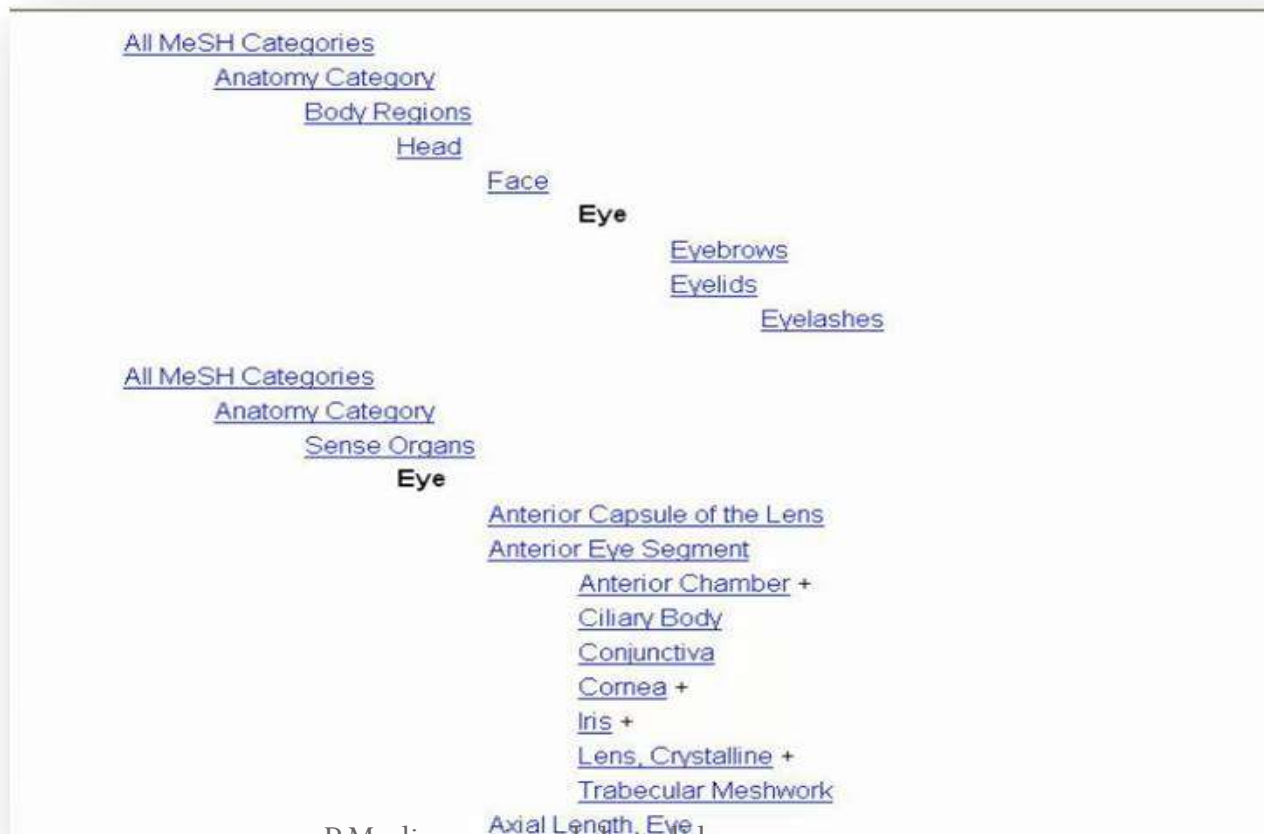 All MeSH Categories
Anatomy Category
Body Regions
Head
Face
Eye
Eyebrows
Eyelids
Eyelashes
All MeSH Categories
Anatomy Category
Sense Organs
Eye
Anterior Capsule of the Lens
Anterior Eye Segment
Anterior Chamber +
Ciliary Body
Conjunctiva
Cornea +
Iris +
Lens, Crystalline +
Trabecular Meshwork
Axial Length, Eye